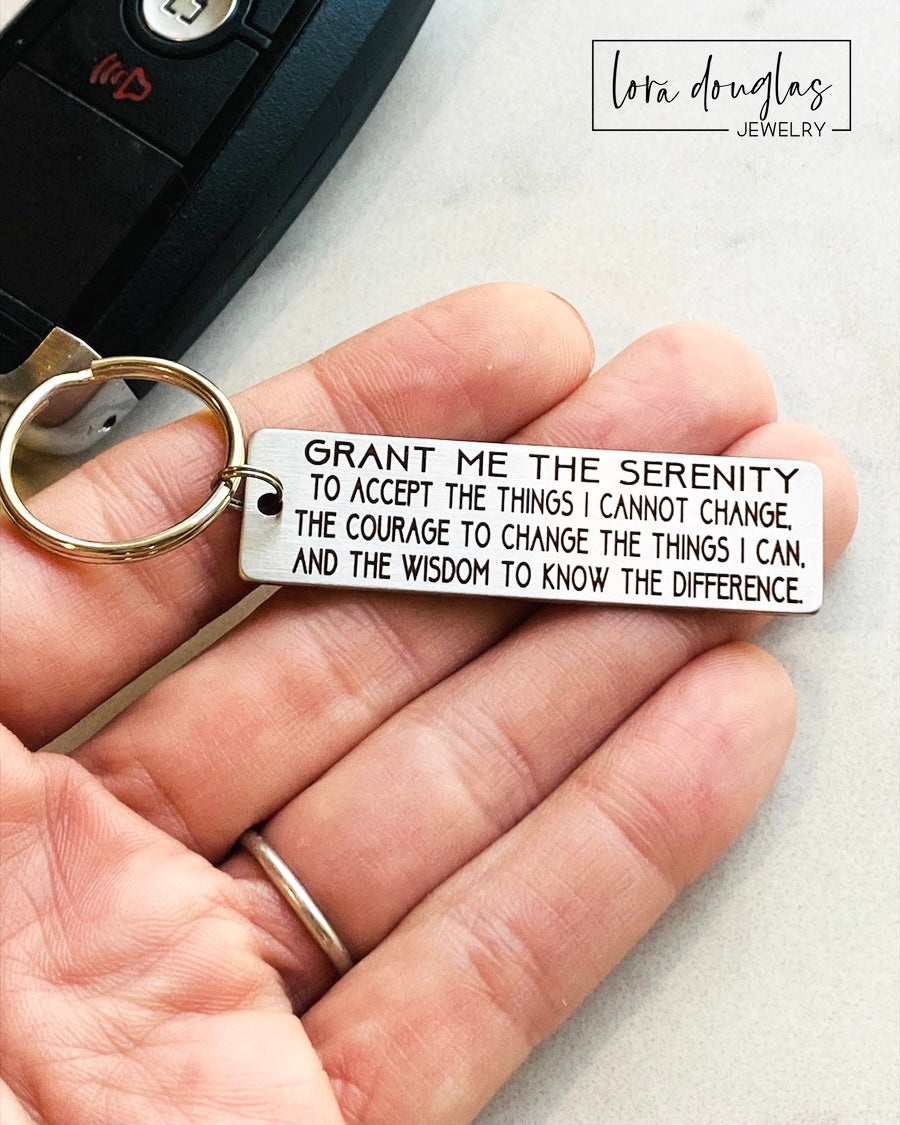 lora douglas
JEWELRY
GRANT ME THE SERENITY
TO ACCEPT THE THINGS I CANNOT CHANGE,
THE COURAGE TO CHANGE THE THINGS I CAN,
AND THE WISDOM TO KNOW THE DIFFERENCE.